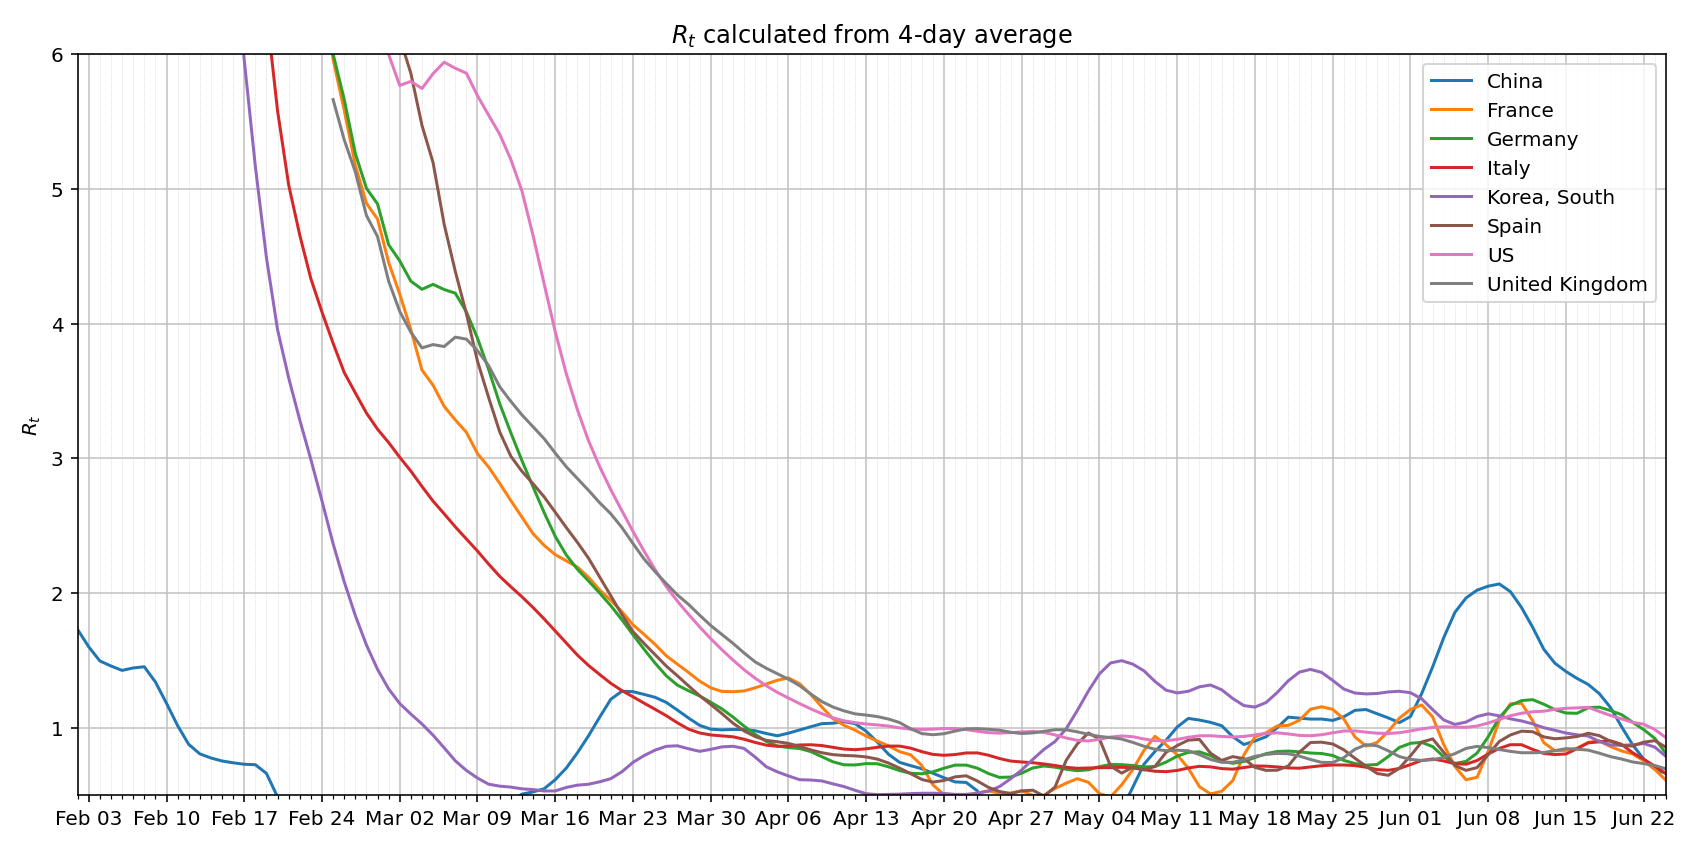 R_t calculated from 4-day average
6
5
4
3
2
1
R_t
China
France
Germany
Italy
Korea, South
Spain
US
United Kingdom
Feb 03 Feb 10 Feb 17 Feb 24 Mar 02 Mar 09 Mar 16 Mar 23 Mar 30 Apr 06 Apr 13 Apr 20 Apr 27 May 04 May 11 May 18 May 25 Jun 01 Jun 08 Jun 15 Jun 22